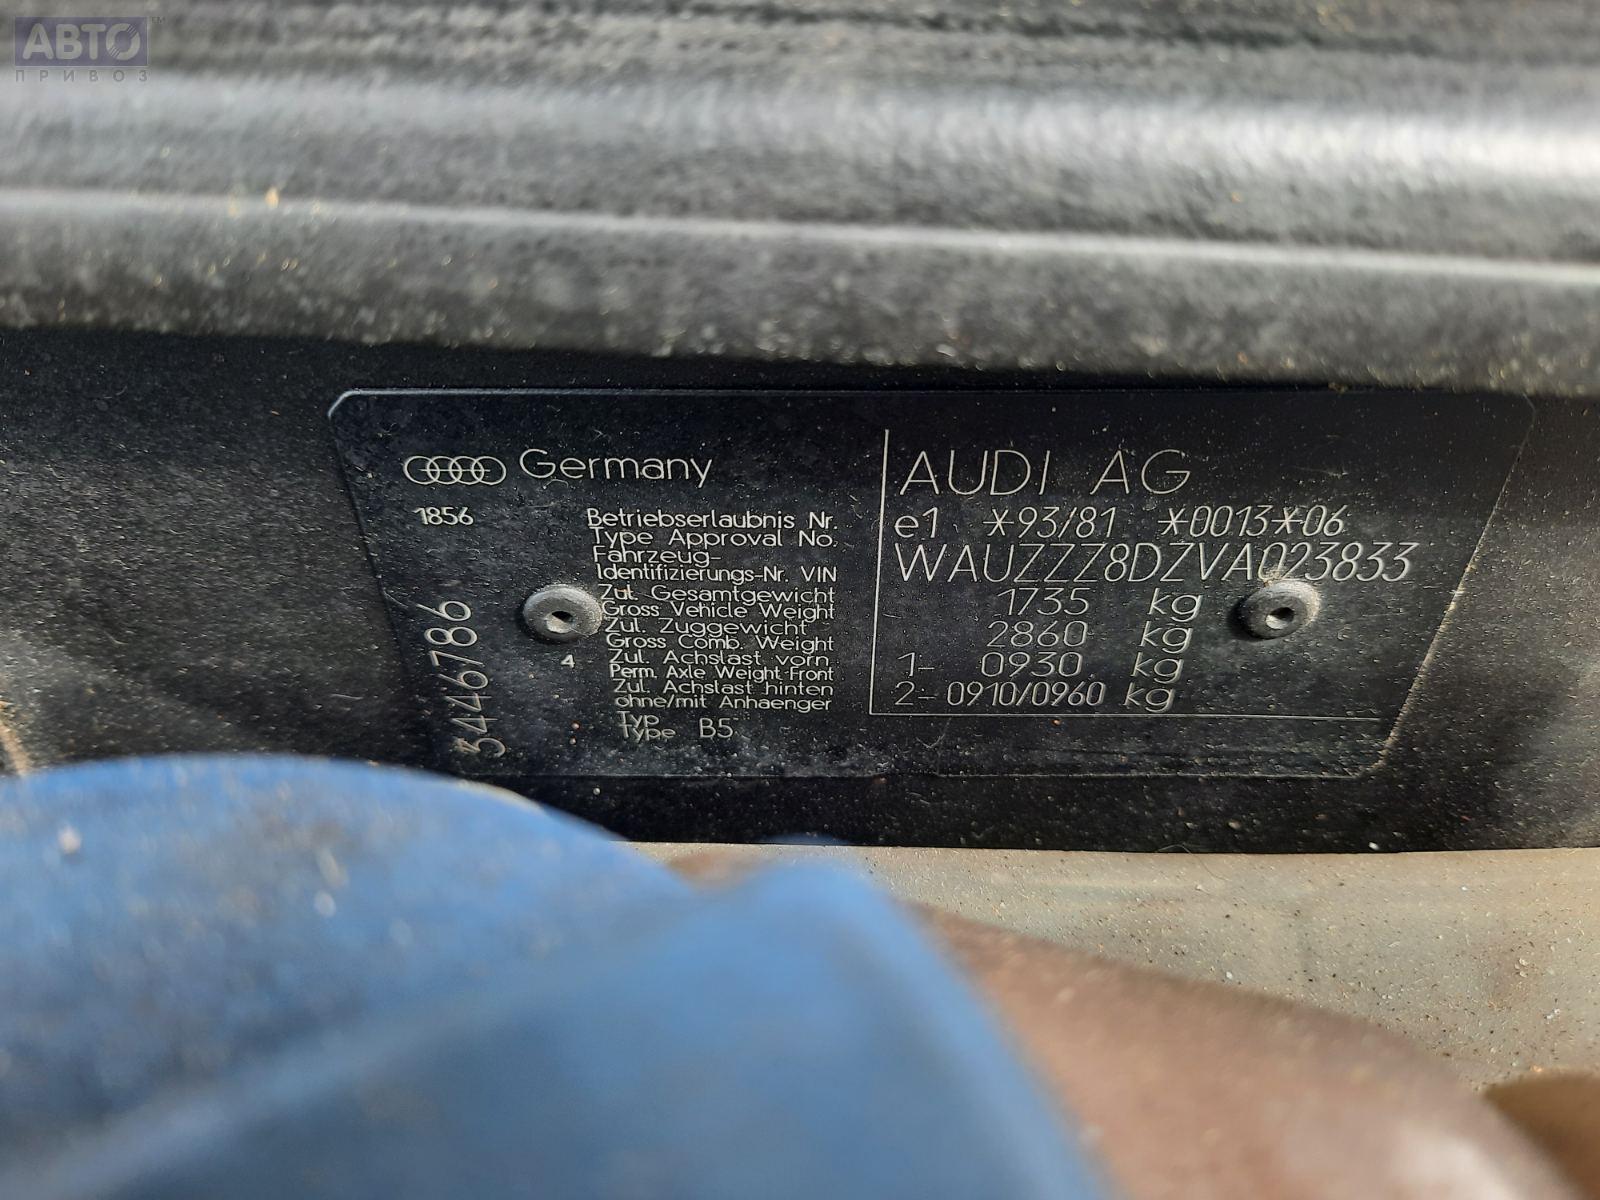 АВТО™
ПРИВОЗ
Germany
AUDI AG
1856
Betriebserlaubnis Nr.
Type Approval No.
e1 *93/81 *0013*06
Fahrzeug-
Identifizierungs-Nr. VIN
WAUZZZ8DZVA023833
Zul. Gesamtgewicht
Gross Vehicle Weight
1735 kg
Zul. Zuggewicht
Gross Comb. Weight
2860 kg
4
Zul. Achslast vorn
Perm. Axle Weight-Front
1- 0930 kg
Zul. Achslast hinten
ohne/mit Anhaenger
2- 0910/0960 kg
Typ
Type B5
3446786